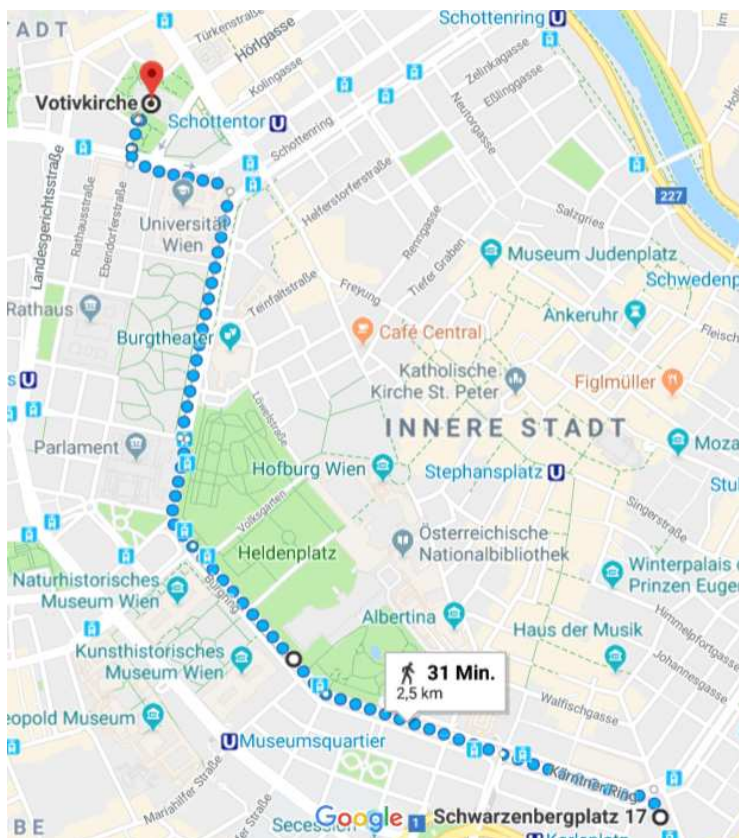 TADT
Türkenstraße
Hörlgasse
Kolingasse
Schottenring
U
Im
Votivkirche
Zelinkagasse
Eßlinggasse
Neutorgasse
Schottentor
U
Schottenring
227
Landesgerichtsstraße
Rathausstraße
Ebendorferstraße
Universität
Wien
Helferstorferstraße
Renngasse
Tiefer Graben
Salzgries
Museum Judenplatz
Schwedenp
Rathaus
Teinfaltstraße
Freyung
Burgtheater
Café Central
Ankeruhr
Fleisch
Katholische
Kirche St. Peter
Figlmüller
s
U
Löwelstraße
INNERE STADT
Parlament
Hofburg Wien
Stephansplatz
U
Moza
Stu
Volksgarten
Singerstraße
Heldenplatz
Österreichische
Nationalbibliothek
Naturhistorisches
Museum Wien
Burgring
Winterpalais
Prinzen Euge
Albertina
Haus der Musik
Himmelpfortgasse
Johannesgasse
Kunsthistorisches
Museum Wien
31 Min.
2,5 km
Walfischgasse
eopold Museum
U
Museumsquartier
Mariahilfer Straße
Kärntner Ring
BE
Secession
Google
1
Schwarzenbergplatz 17
U
Karlsplatz